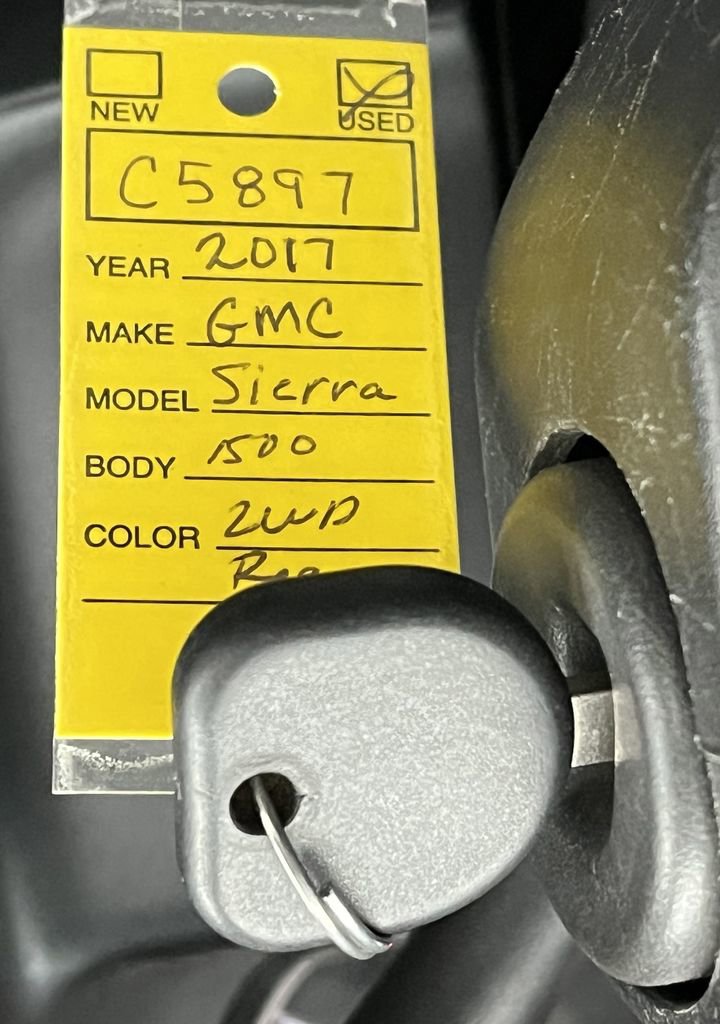 NEW USED
C5897
YEAR 2017
MAKE GMC
MODEL Sierra
BODY 1500
COLOR 2WD